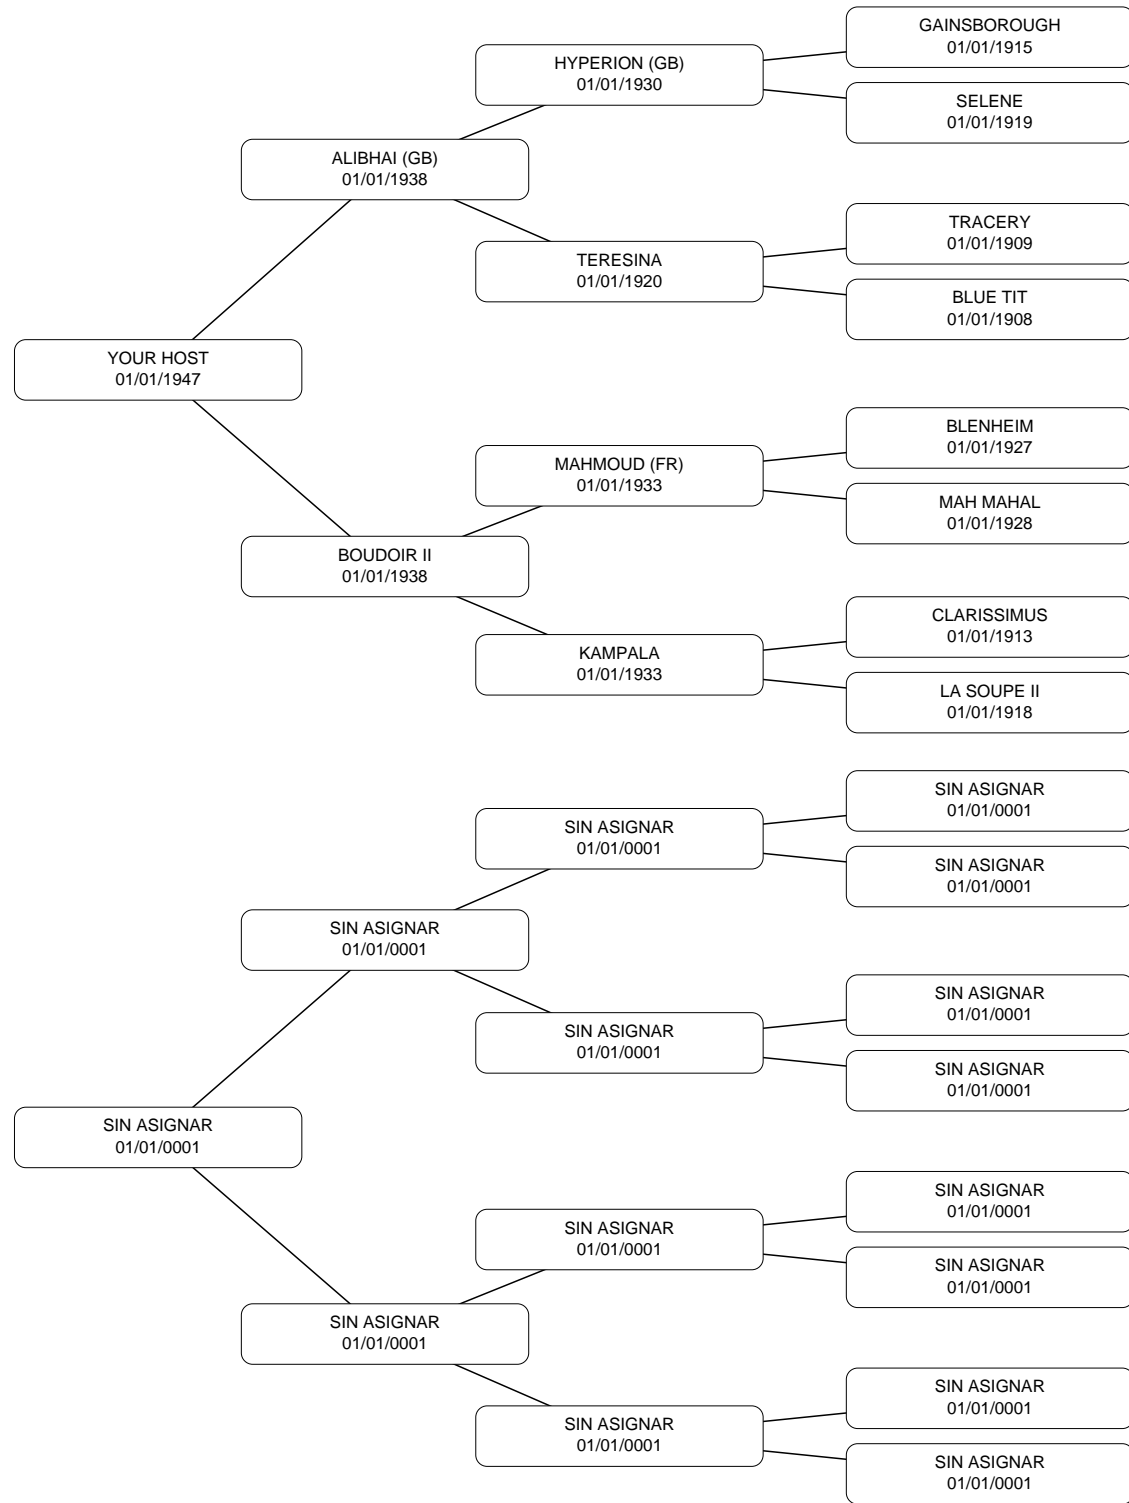 GAINSBOROUGH
01/01/1915
HYPERION (GB)
01/01/1930
SELENE
01/01/1919
ALIBHAI (GB)
01/01/1938
TRACERY
01/01/1909
TERESINA
01/01/1920
BLUE TIT
01/01/1908
YOUR HOST
01/01/1947
BLENHEIM
01/01/1927
MAHMOUD (FR)
01/01/1933
MAH MAHAL
01/01/1928
BOUDOIR II
01/01/1938
CLARISSIMUS
01/01/1913
KAMPALA
01/01/1933
LA SOUPE II
01/01/1918
SIN ASIGNAR
01/01/0001
SIN ASIGNAR
01/01/0001
SIN ASIGNAR
01/01/0001
SIN ASIGNAR
01/01/0001
SIN ASIGNAR
01/01/0001
SIN ASIGNAR
01/01/0001
SIN ASIGNAR
01/01/0001
SIN ASIGNAR
01/01/0001
SIN ASIGNAR
01/01/0001
SIN ASIGNAR
01/01/0001
SIN ASIGNAR
01/01/0001
SIN ASIGNAR
01/01/0001
SIN ASIGNAR
01/01/0001
SIN ASIGNAR
01/01/0001
SIN ASIGNAR
01/01/0001